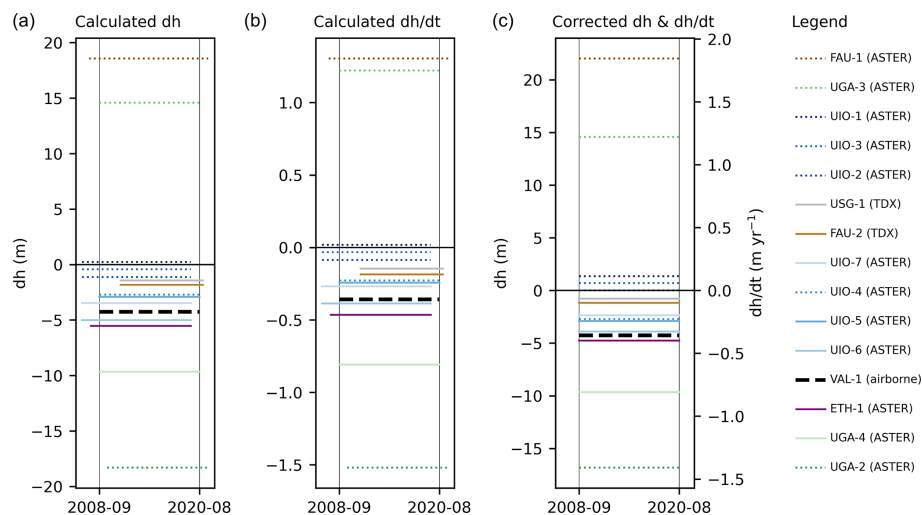 (a) Calculated dh
(b) Calculated dh/dt
(c) Corrected dh & dh/dt
Legend
dh (m)
20
15
10
5
0
−5
−10
−15
−20
2008-09 2020-08
1.0
0.5
0.0
−0.5
−1.0
−1.5
2008-09 2020-08
dh (m)
20
15
10
5
0
−5
−10
−15
2008-09 2020-08
dh/dt (m yr−1)
2.0
1.5
1.0
0.5
0.0
−0.5
−1.0
−1.5
FAU-1 (ASTER)
UGA-3 (ASTER)
UIO-1 (ASTER)
UIO-3 (ASTER)
UIO-2 (ASTER)
USG-1 (TDX)
FAU-2 (TDX)
UIO-7 (ASTER)
UIO-4 (ASTER)
UIO-5 (ASTER)
UIO-6 (ASTER)
VAL-1 (airborne)
ETH-1 (ASTER)
UGA-4 (ASTER)
UGA-2 (ASTER)